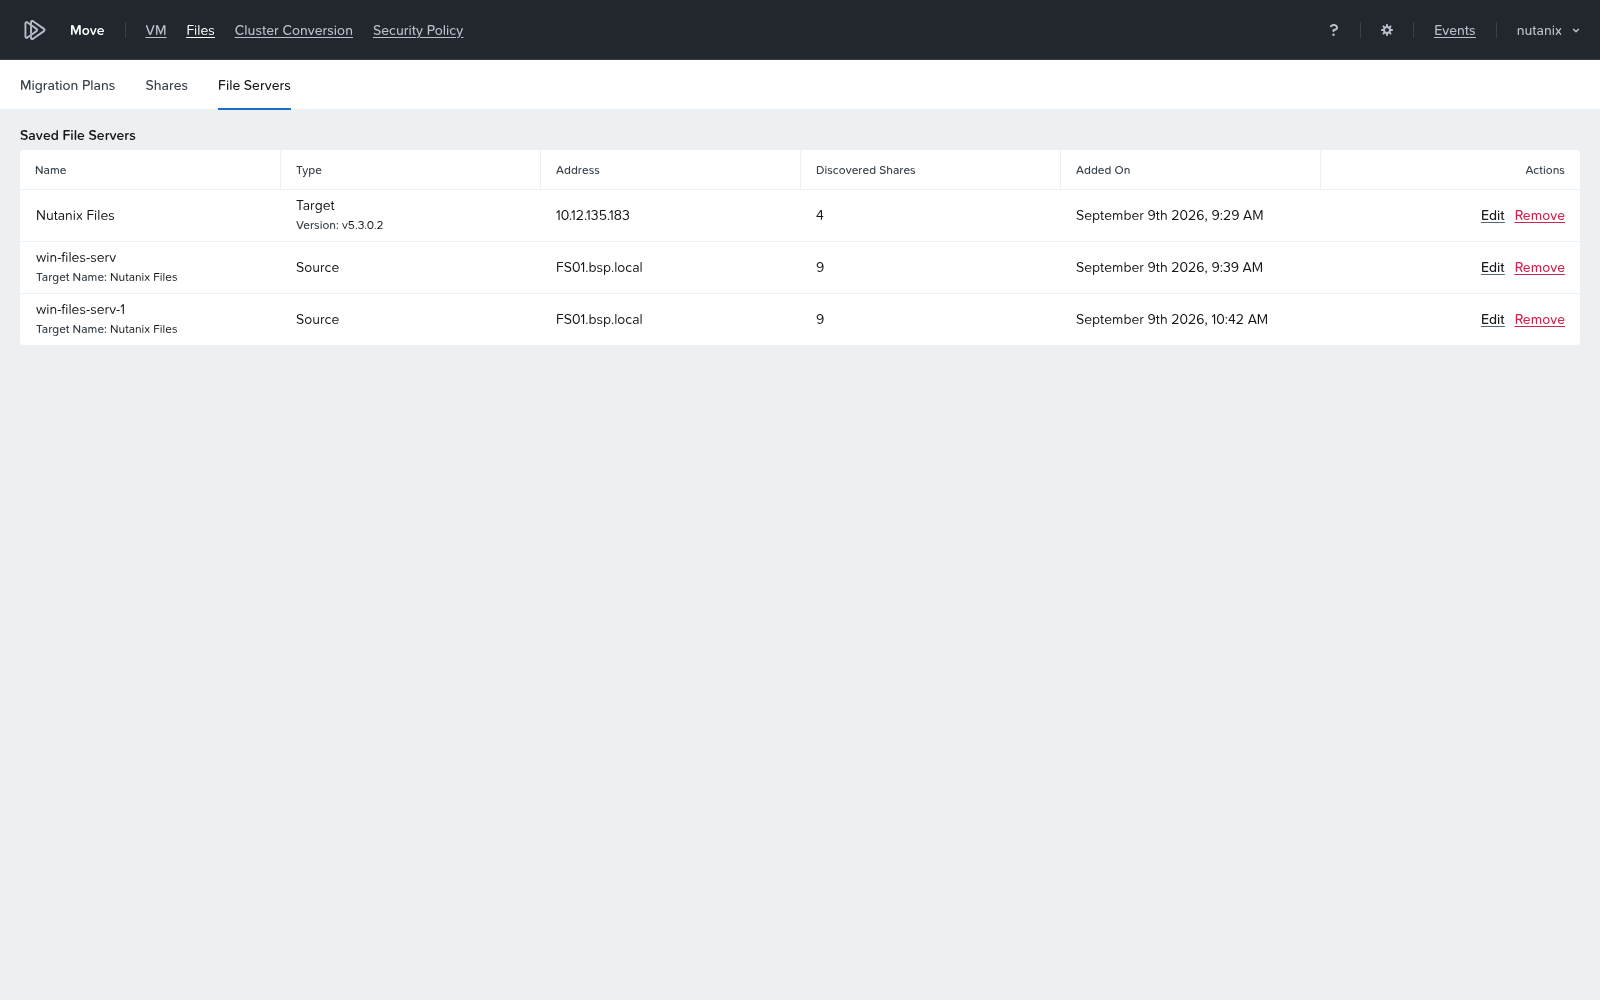 Move VM Files Cluster Conversion Security Policy ? Events nutanix
Migration Plans Shares File Servers
Saved File Servers
Name Type Address Discovered Shares Added On Actions
Nutanix Files Target 10.12.135.183 4 September 9th 2026, 9:29 AM Edit Remove
Version: v5.3.0.2
win-files-serv Source FS01.bsp.local 9 September 9th 2026, 9:39 AM Edit Remove
Target Name: Nutanix Files
win-files-serv-1 Source FS01.bsp.local 9 September 9th 2026, 10:42 AM Edit Remove
Target Name: Nutanix Files